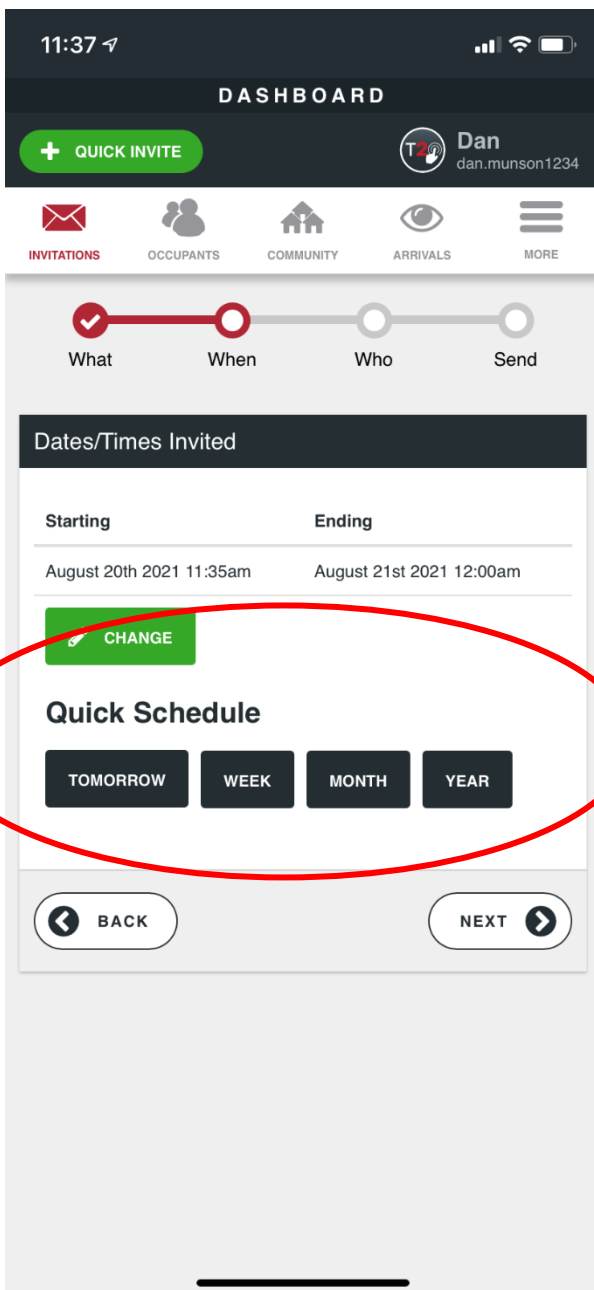 11:37
DASHBOARD
QUICK INVITE
T2
Dan
dan.munson1234
INVITATIONS OCCUPANTS COMMUNITY ARRIVALS MORE
What When Who Send
Dates/Times Invited
Starting Ending
August 20th 2021 11:35am August 21st 2021 12:00am
CHANGE
Quick Schedule
TOMORROW WEEK MONTH YEAR
BACK NEXT